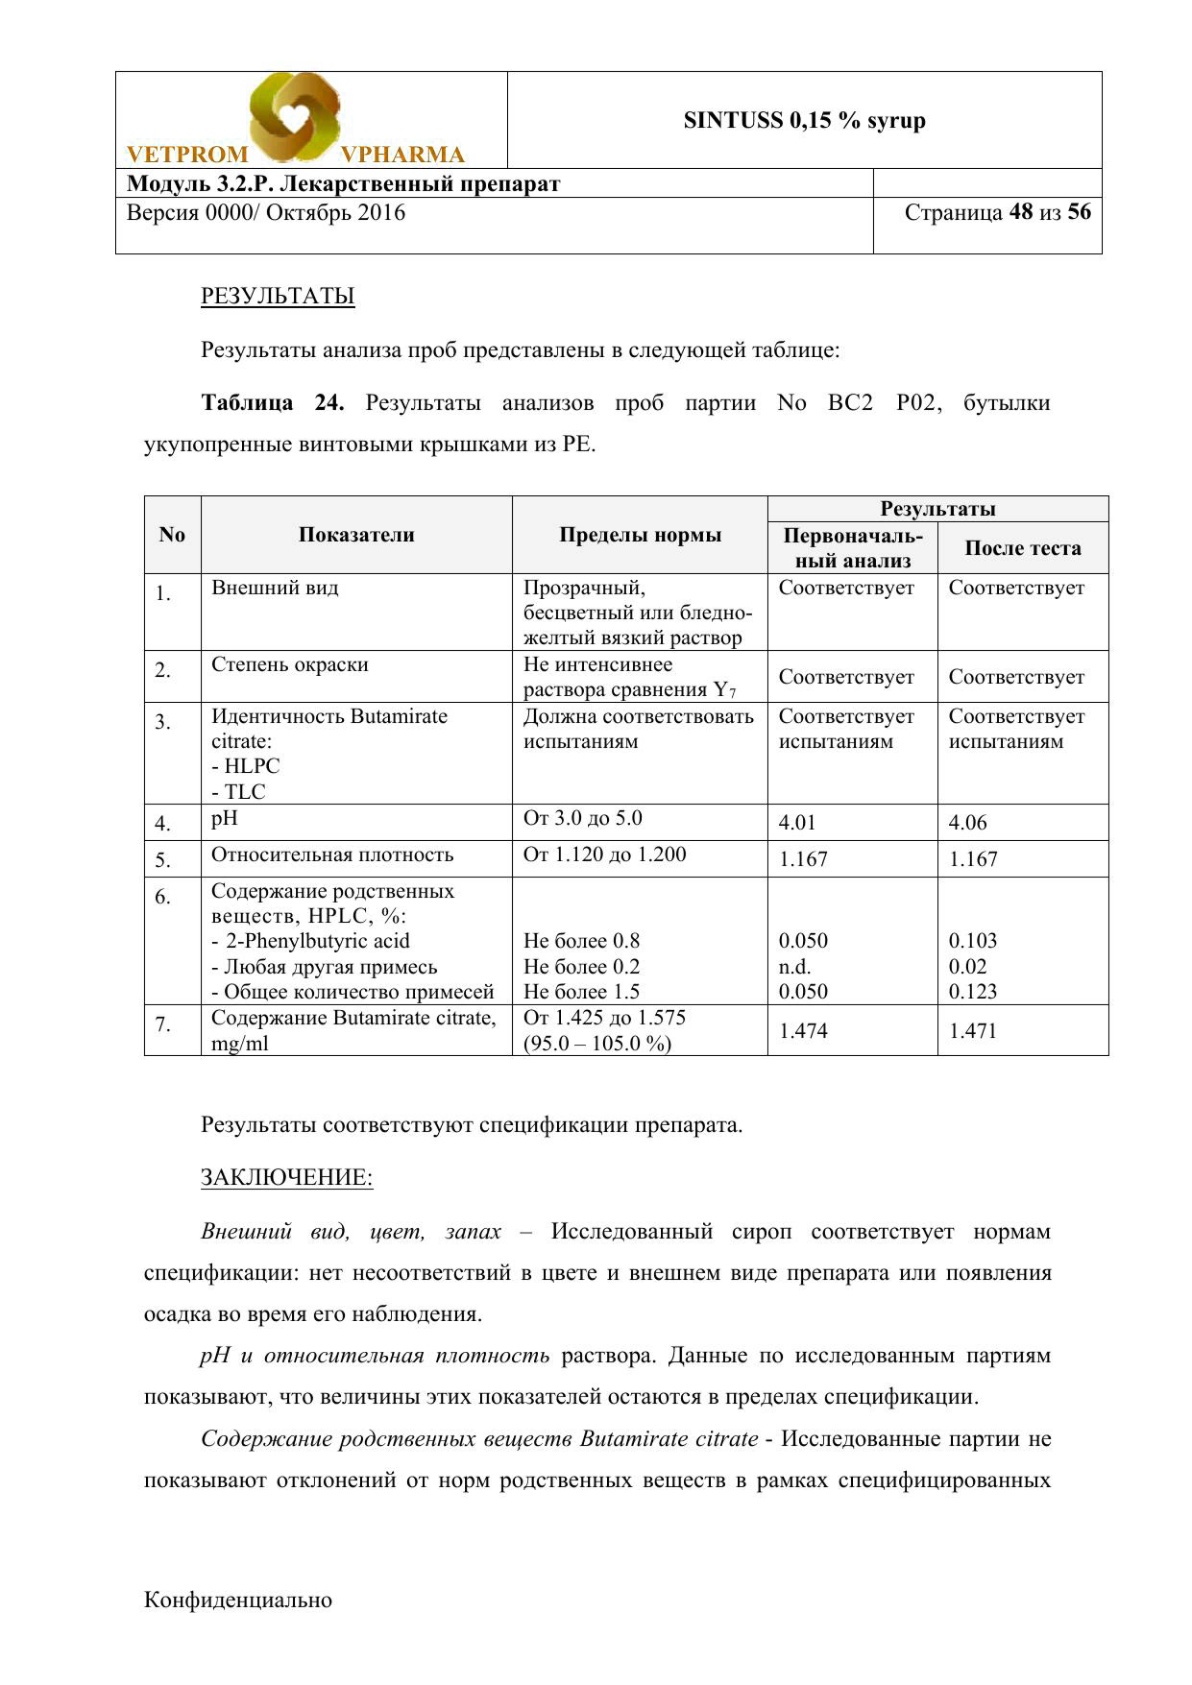 VETPROM VPHARMA
SINTUSS 0,15 % syrup
Модуль 3.2.P. Лекарственный препарат
Версия 0000/ Октябрь 2016
Страница 48 из 56
РЕЗУЛЬТАТЫ
Результаты анализа проб представлены в следующей таблице:
Таблица 24. Результаты анализов проб партии No BC2 P02, бутылки
укупопренные винтовыми крышками из PE.
No
Показатели
Пределы нормы
Результаты
Первоначаль-
ный анализ
После теста
1.
Внешний вид
Прозрачный,
бесцветный или бледно-
желтый вязкий раствор
Соответствует
Соответствует
2.
Степень окраски
Не интенсивнее
раствора сравнения Y₇
Соответствует
Соответствует
3.
Идентичность Butamirate
citrate:
- HLPC
- TLC
Должна соответствовать
испытаниям
Соответствует
испытаниям
Соответствует
испытаниям
4.
pH
От 3.0 до 5.0
4.01
4.06
5.
Относительная плотность
От 1.120 до 1.200
1.167
1.167
6.
Содержание родственных
веществ, HPLC, %:
- 2-Phenylbutyric acid
- Любая другая примесь
- Общее количество примесей
Не более 0.8
Не более 0.2
Не более 1.5
0.050
n.d.
0.050
0.103
0.02
0.123
7.
Содержание Butamirate citrate,
mg/ml
От 1.425 до 1.575
(95.0 – 105.0 %)
1.474
1.471
Результаты соответствуют спецификации препарата.
ЗАКЛЮЧЕНИЕ:
Внешний вид, цвет, запах – Исследованный сироп соответствует нормам
спецификации: нет несоответствий в цвете и внешнем виде препарата или появления
осадка во время его наблюдения.
pH и относительная плотность раствора. Данные по исследованным партиям
показывают, что величины этих показателей остаются в пределах спецификации.
Содержание родственных веществ Butamirate citrate - Исследованные партии не
показывают отклонений от норм родственных веществ в рамках специфицированных
Конфиденциально